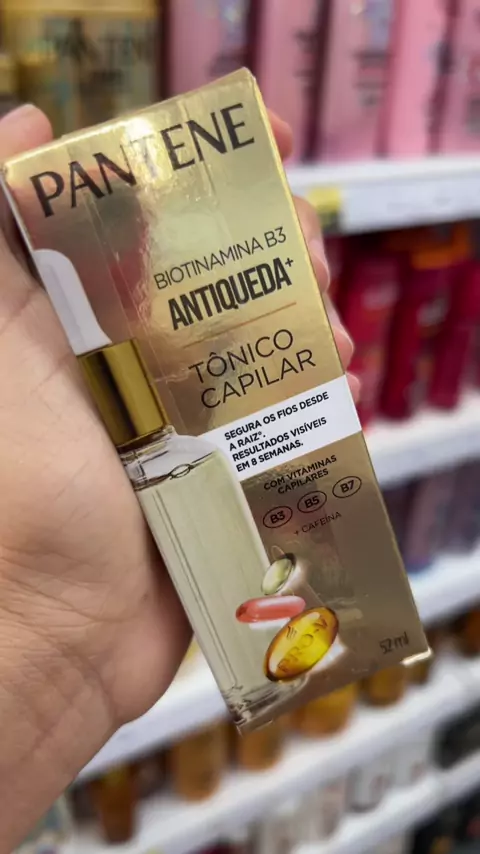 PANTENE
BIOTINAMINA B3
ANTIQUEDA+
TÔNICO
CAPILAR
SEGURA OS FIOS DESDE
A RAIZ*.
RESULTADOS VISÍVEIS
EM 8 SEMANAS.
COM VITAMINAS
CAPILARES
B3 B5 B7
+ CAFEÍNA
PRO-V
52 ml